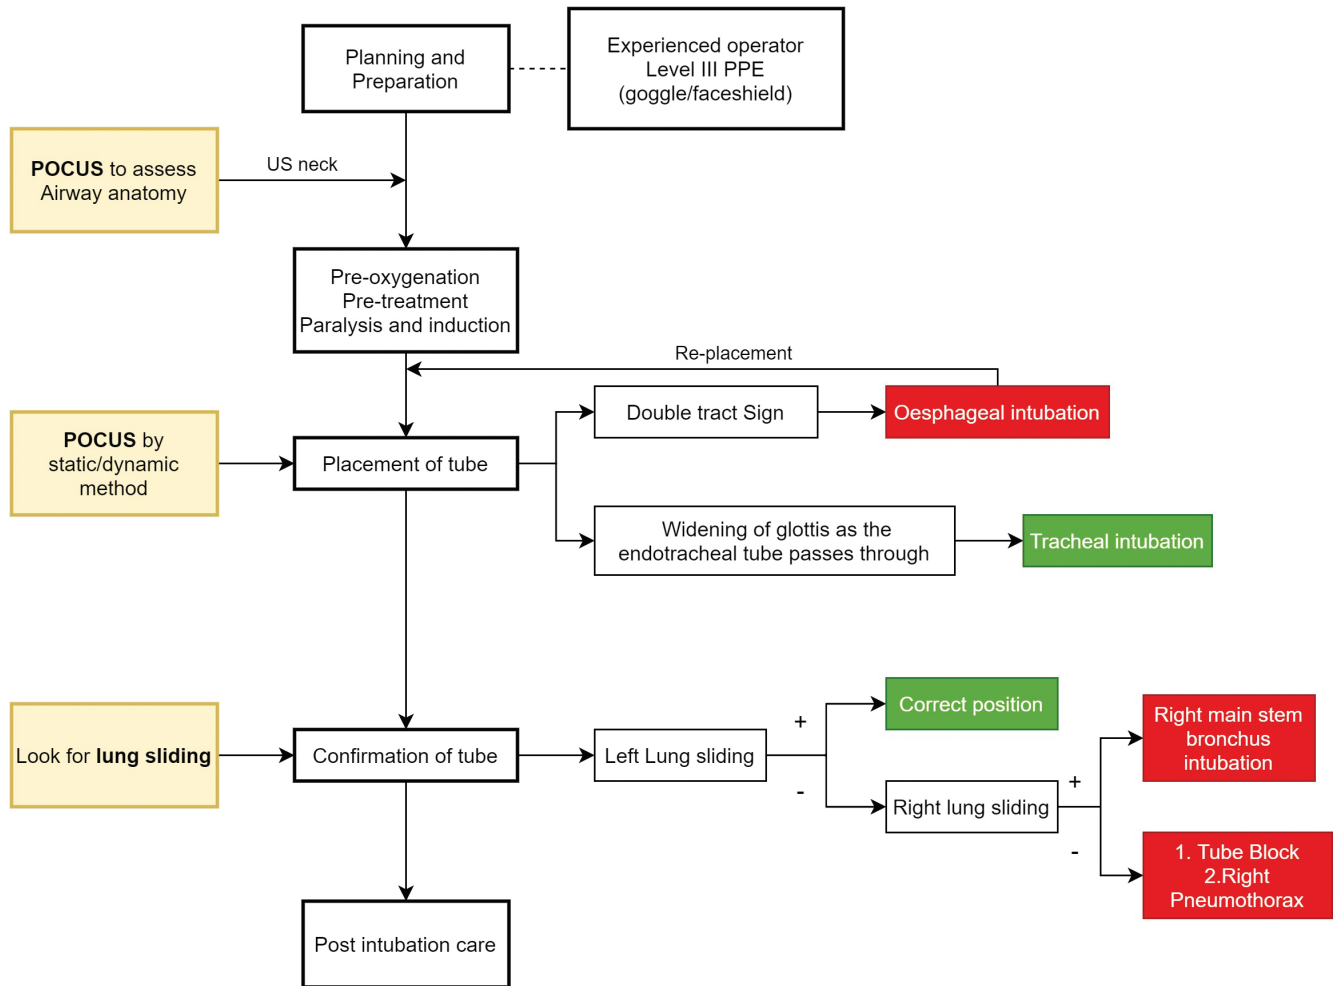 Planning and
Preparation
Experienced operator
Level III PPE
(goggle/faceshield)
POCUS to assess
Airway anatomy
US neck
Pre-oxygenation
Pre-treatment
Paralysis and induction
Re-placement
Double tract Sign
Oesphageal intubation
POCUS by
static/dynamic
method
Placement of tube
Widening of glottis as the
endotracheal tube passes through
Tracheal intubation
Look for lung sliding
Confirmation of tube
Left Lung sliding
+
-
Correct position
Right lung sliding
+
-
Right main stem
bronchus
intubation
1. Tube Block
2.Right
Pneumothorax
Post intubation care